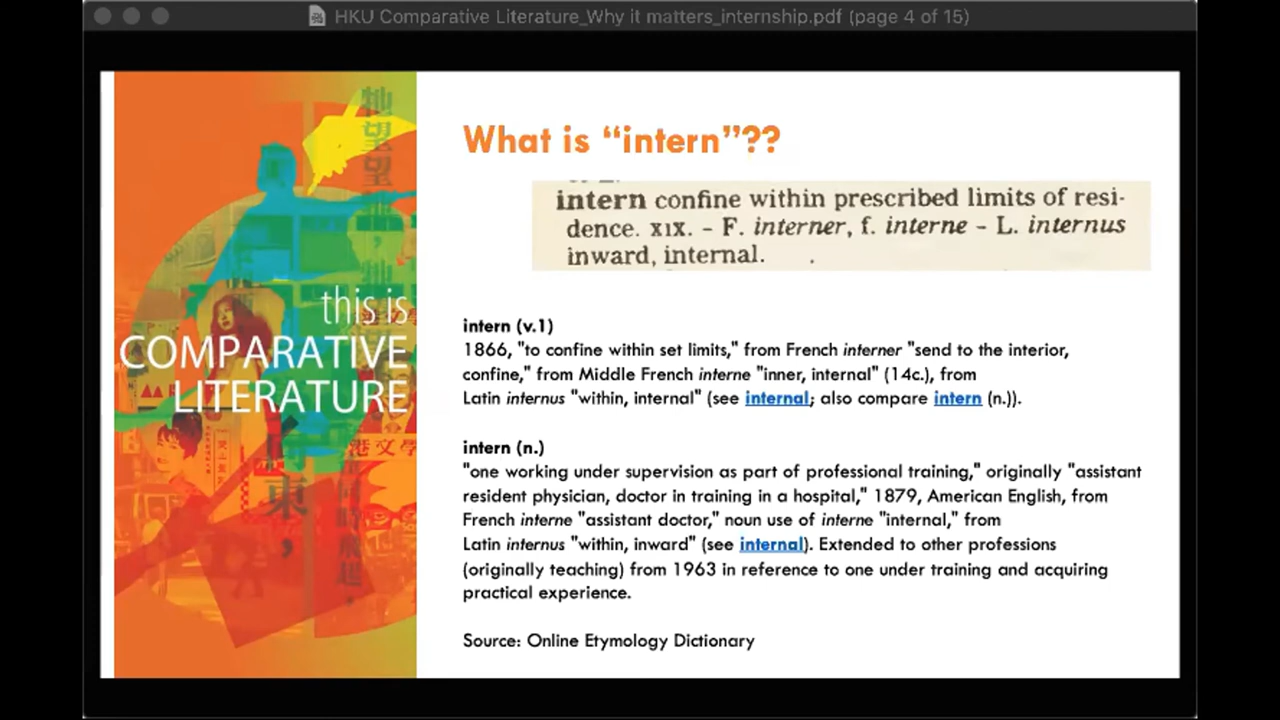 HKU Comparative Literature_Why it matters_internship.pdf (page 4 of 15)
this is
COMPARATIVE
LITERATURE
港文學
向東，
What is “intern”??
intern confine within prescribed limits of resi-
dence. XIX. – F. interner, f. interne – L. internus
inward, internal.
intern (v.1)
1866, "to confine within set limits," from French interner "send to the interior,
confine," from Middle French interne "inner, internal" (14c.), from
Latin internus "within, internal" (see internal; also compare intern (n.)).
intern (n.)
"one working under supervision as part of professional training," originally "assistant
resident physician, doctor in training in a hospital," 1879, American English, from
French interne "assistant doctor," noun use of interne "internal," from
Latin internus "within, inward" (see internal). Extended to other professions
(originally teaching) from 1963 in reference to one under training and acquiring
practical experience.
Source: Online Etymology Dictionary